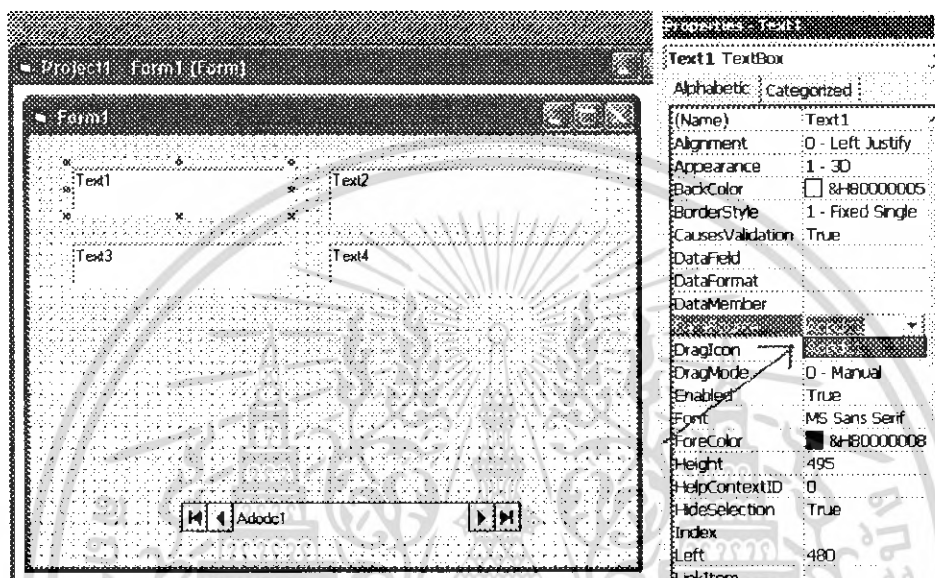 Project1 - Form1 (Form)
Form1
Text1
Text2
Text3
Text4
Adodc1
Properties - Text1
Text1 TextBox
Alphabetic Categorized
(Name) Text1
Alignment 0 - Left Justify
Appearance 1 - 3D
BackColor &H80000005
BorderStyle 1 - Fixed Single
CausesValidation True
DataField
DataFormat
DataMember
DragIcon
DragMode 0 - Manual
Enabled True
Font MS Sans Serif
ForeColor &H80000008
Height 495
HelpContextID 0
HideSelection True
Index
Left 480
LinkItem